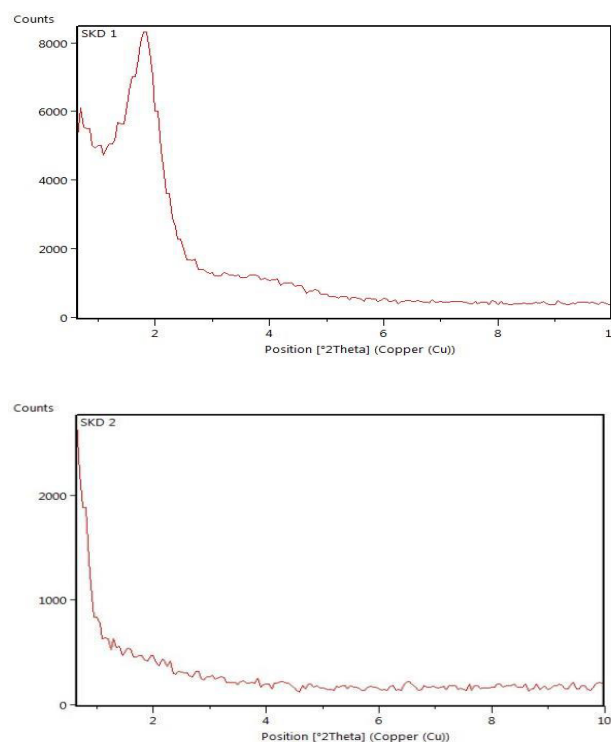 Counts
SKD 1
8000
6000
4000
2000
0
2 4 6 8 1
Position [°2Theta] (Copper (Cu))
Counts
SKD 2
2000
1000
0
2 4 6 8 10
Position [°2Theta] (Copper (Cu))